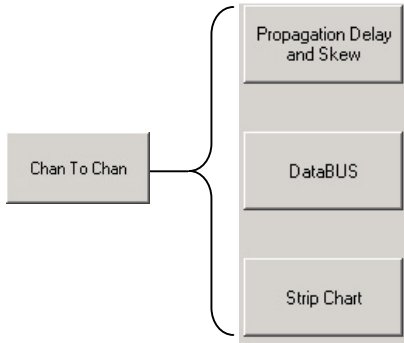 Propagation Delay
and Skew
Chan To Chan
DataBUS
Strip Chart